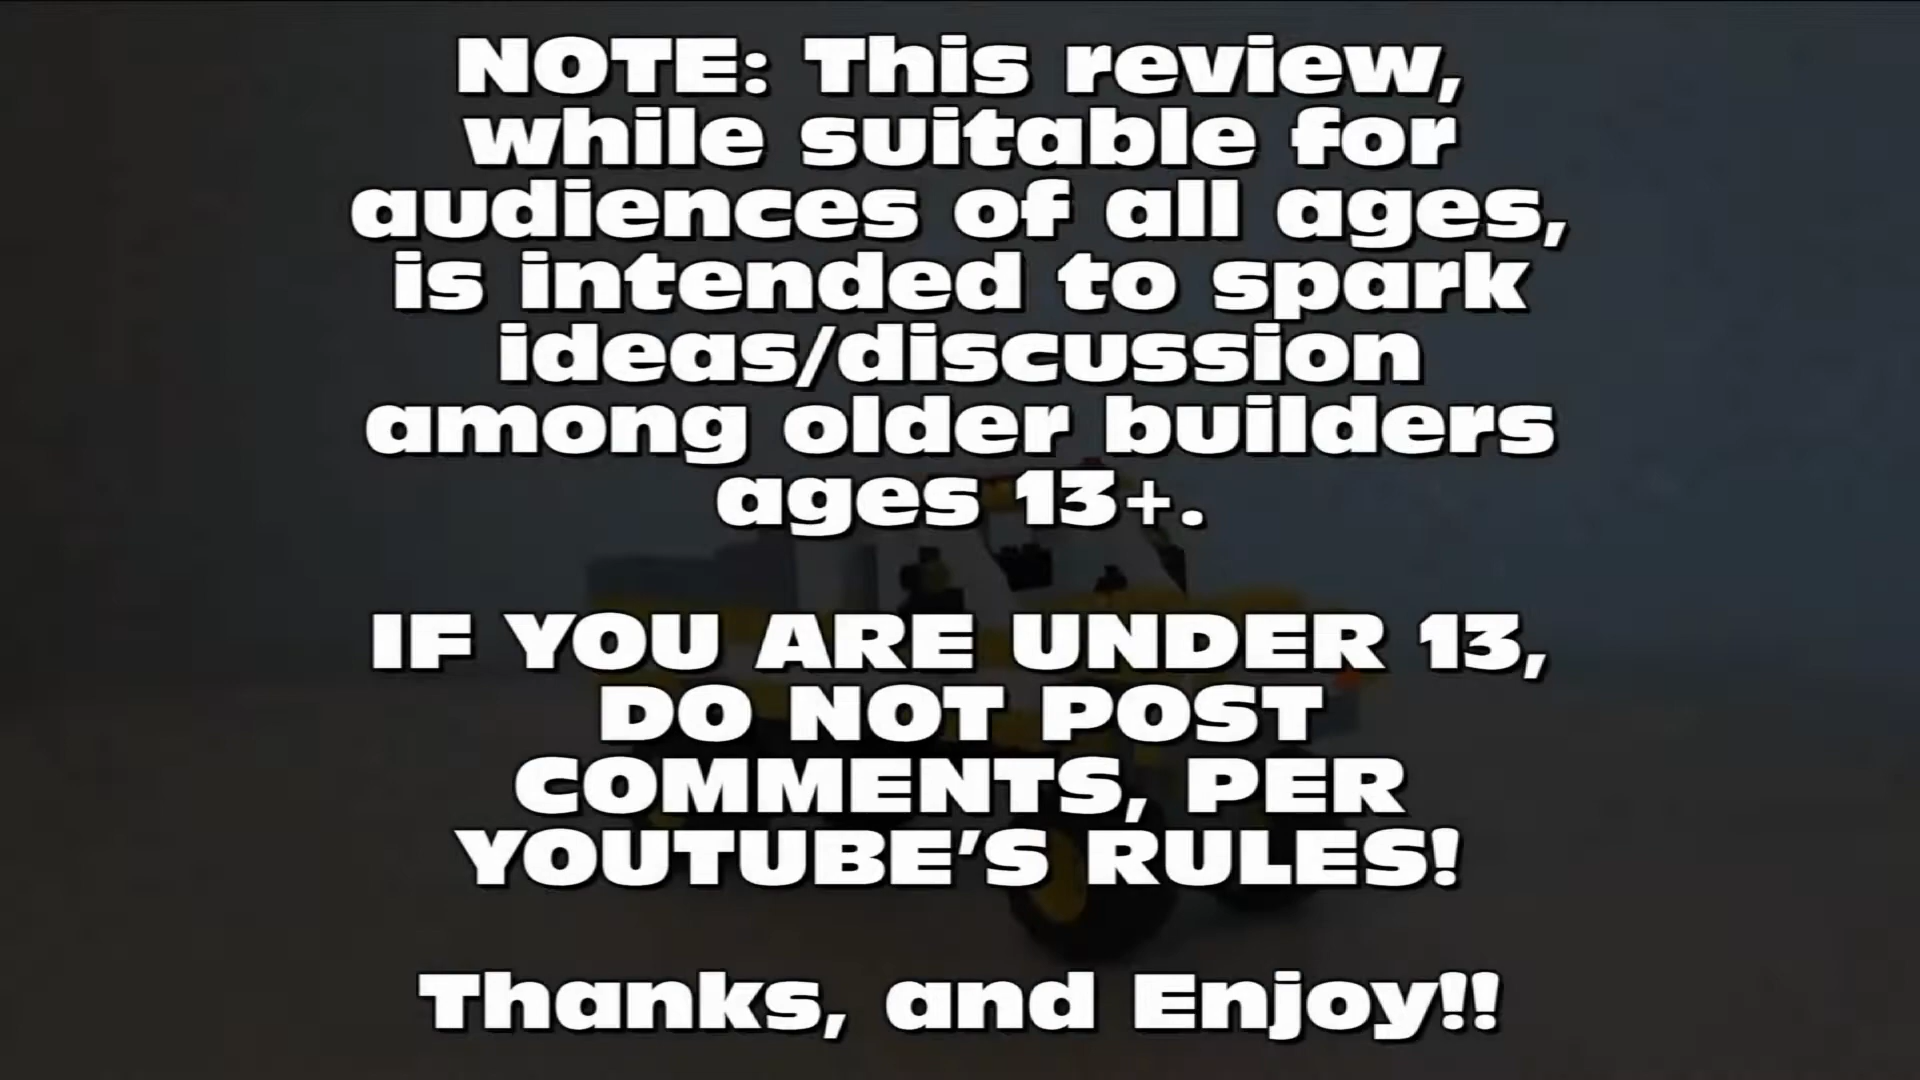 NOTE: This review,
while suitable for
audiences of all ages,
is intended to spark
ideas/discussion
among older builders
ages 13+.
IF YOU ARE UNDER 13,
DO NOT POST
COMMENTS, PER
YOUTUBE'S RULES!
Thanks, and Enjoy!!